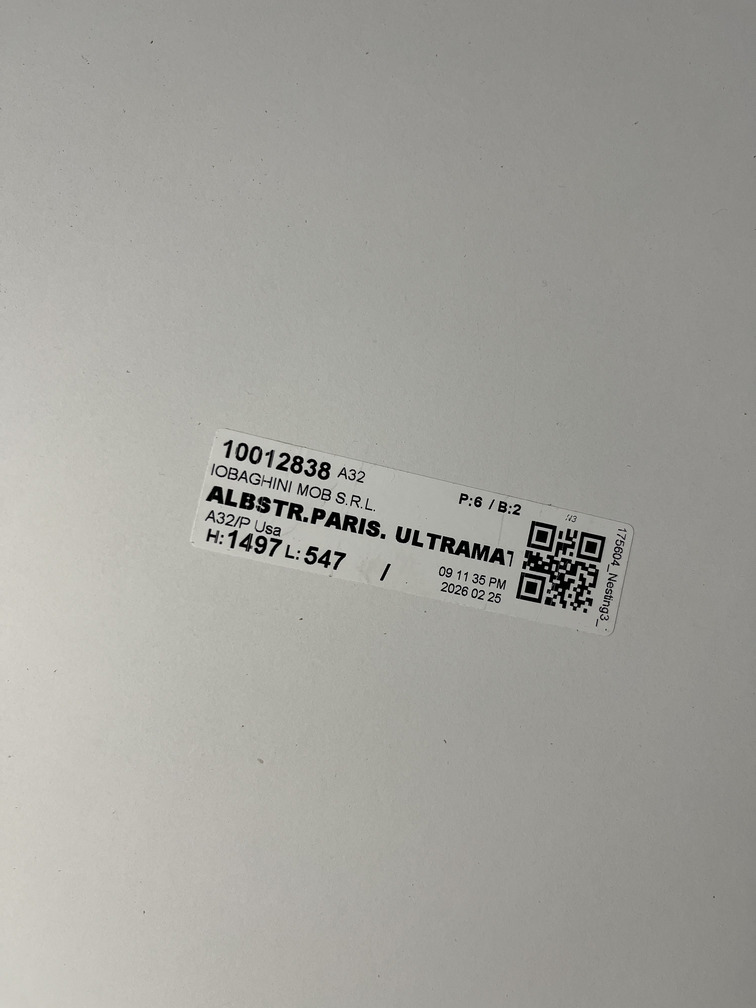 10012838 A32
IOBAGHINI MOB S.R.L.
P:6 / B:2
ALBSTR.PARIS. ULTRAMAT
A32/P Usa
H:1497 L: 547 /
09 11 35 PM
2026 02 25
N3
175604_Nesting3_